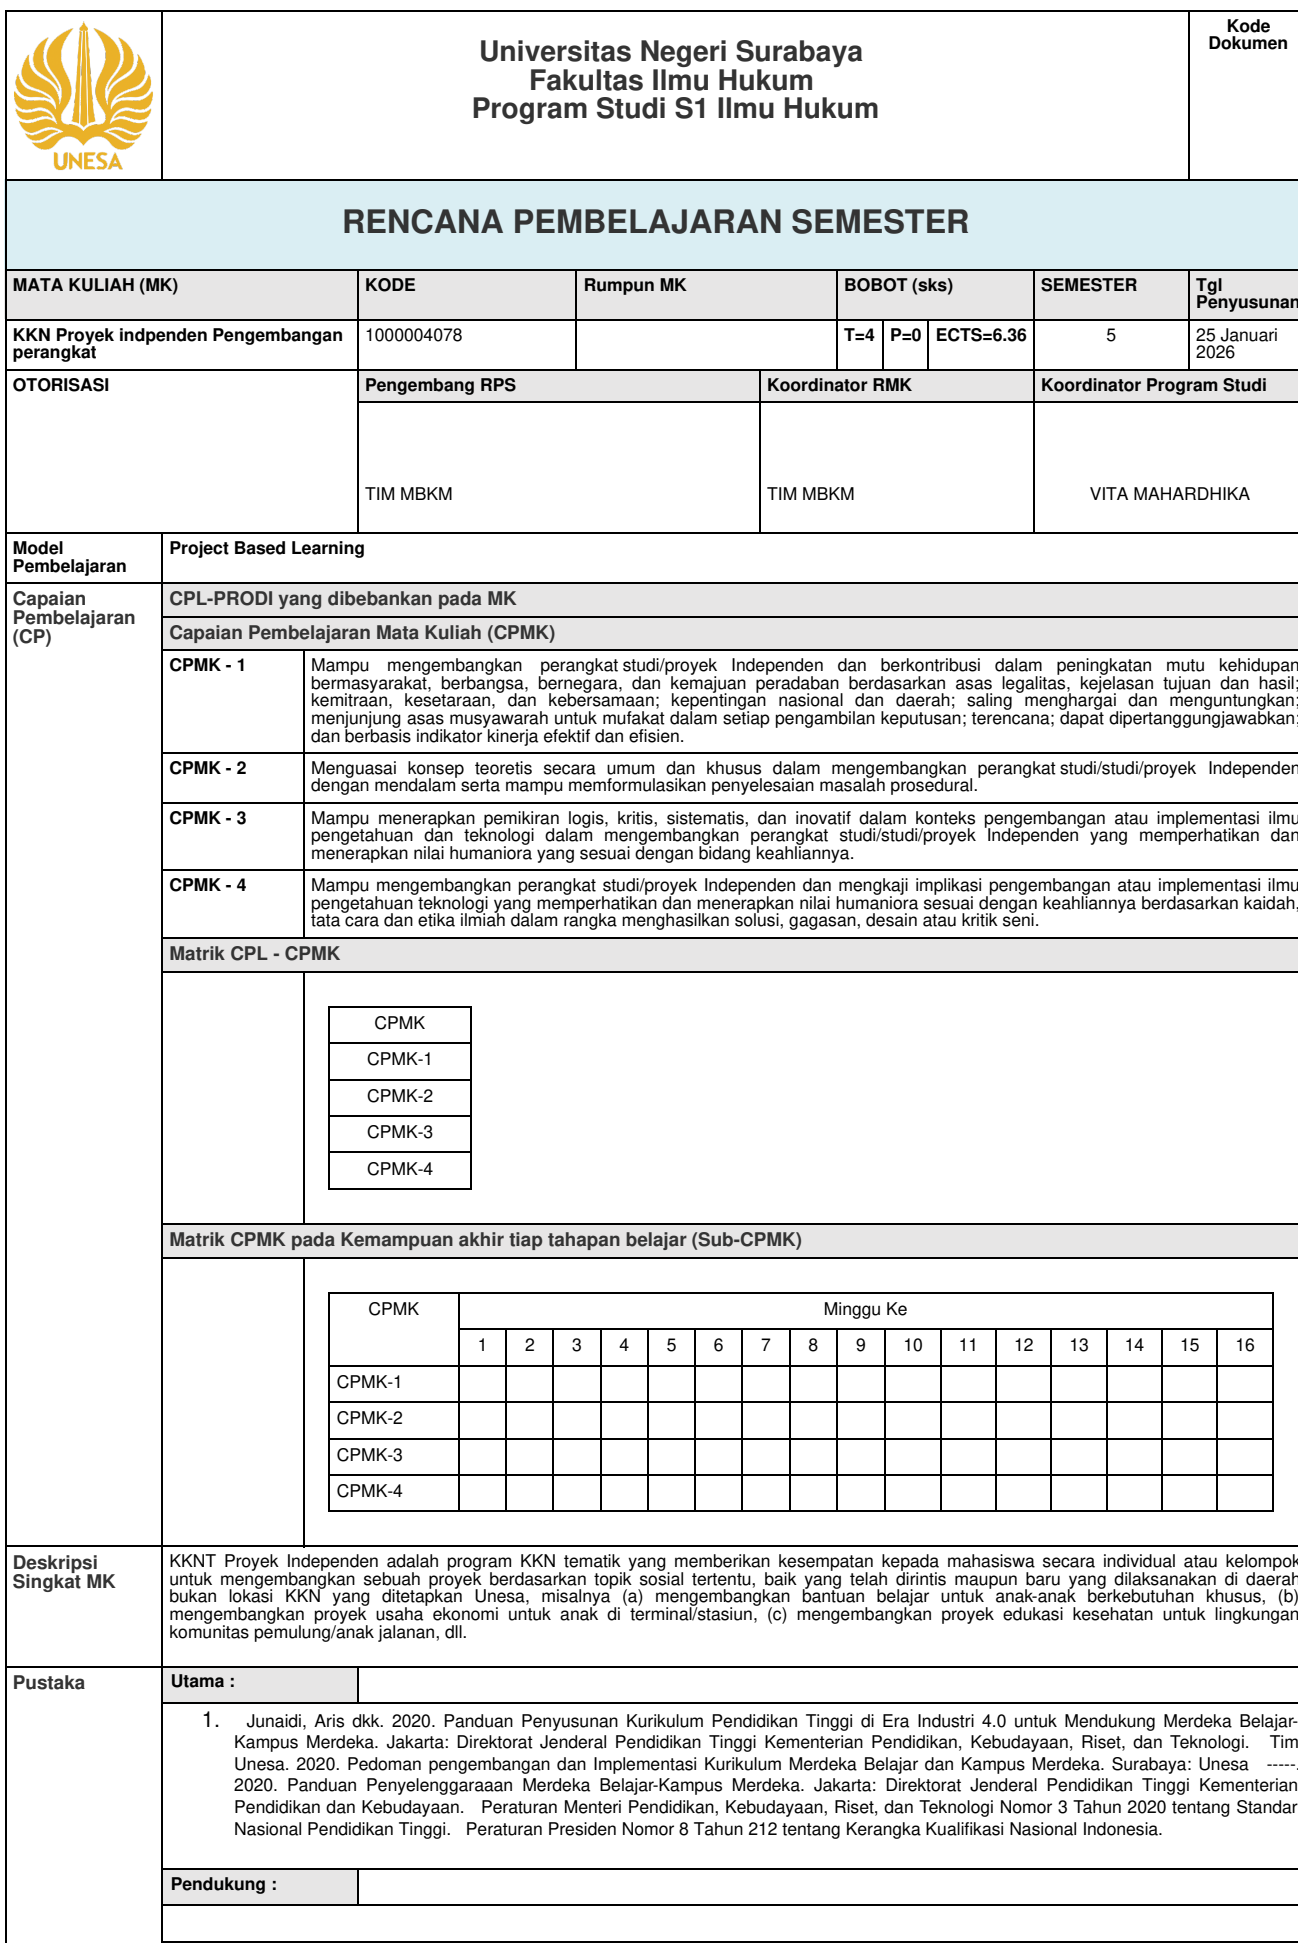 UNESA
Universitas Negeri Surabaya
Fakultas Ilmu Hukum
Program Studi S1 Ilmu Hukum
Kode
Dokumen
RENCANA PEMBELAJARAN SEMESTER
MATA KULIAH (MK) KODE Rumpun MK BOBOT (sks) SEMESTER Tgl
Penyusunan
KKN Proyek indpenden Pengembangan
perangkat
1000004078 T=4 P=0 ECTS=6.36 5 25 Januari
2026
OTORISASI Pengembang RPS Koordinator RMK Koordinator Program Studi
TIM MBKM TIM MBKM VITA MAHARDHIKA
Model
Pembelajaran
Project Based Learning
Capaian
Pembelajaran
(CP)
CPL-PRODI yang dibebankan pada MK
Capaian Pembelajaran Mata Kuliah (CPMK)
CPMK - 1 Mampu mengembangkan perangkat studi/proyek Independen dan berkontribusi dalam peningkatan mutu kehidupan
bermasyarakat, berbangsa, bernegara, dan kemajuan peradaban berdasarkan asas legalitas, kejelasan tujuan dan hasil;
kemitraan, kesetaraan, dan kebersamaan; kepentingan nasional dan daerah; saling menghargai dan menguntungkan;
menjunjung asas musyawarah untuk mufakat dalam setiap pengambilan keputusan; terencana; dapat dipertanggungjawabkan;
dan berbasis indikator kinerja efektif dan efisien.
CPMK - 2 Menguasai konsep teoretis secara umum dan khusus dalam mengembangkan perangkat studi/studi/proyek Independen
dengan mendalam serta mampu memformulasikan penyelesaian masalah prosedural.
CPMK - 3 Mampu menerapkan pemikiran logis, kritis, sistematis, dan inovatif dalam konteks pengembangan atau implementasi ilmu
pengetahuan dan teknologi dalam mengembangkan perangkat studi/studi/proyek Independen yang memperhatikan dan
menerapkan nilai humaniora yang sesuai dengan bidang keahliannya.
CPMK - 4 Mampu mengembangkan perangkat studi/proyek Independen dan mengkaji implikasi pengembangan atau implementasi ilmu
pengetahuan teknologi yang memperhatikan dan menerapkan nilai humaniora sesuai dengan keahliannya berdasarkan kaidah,
tata cara dan etika ilmiah dalam rangka menghasilkan solusi, gagasan, desain atau kritik seni.
Matrik CPL - CPMK
CPMK
CPMK-1
CPMK-2
CPMK-3
CPMK-4
Matrik CPMK pada Kemampuan akhir tiap tahapan belajar (Sub-CPMK)
CPMK Minggu Ke
1 2 3 4 5 6 7 8 9 10 11 12 13 14 15 16
CPMK-1
CPMK-2
CPMK-3
CPMK-4
Deskripsi
Singkat MK
KKNT Proyek Independen adalah program KKN tematik yang memberikan kesempatan kepada mahasiswa secara individual atau kelompok
untuk mengembangkan sebuah proyek berdasarkan topik sosial tertentu, baik yang telah dirintis maupun baru yang dilaksanakan di daerah
bukan lokasi KKN yang ditetapkan Unesa, misalnya (a) mengembangkan bantuan belajar untuk anak-anak berkebutuhan khusus, (b)
mengembangkan proyek usaha ekonomi untuk anak di terminal/stasiun, (c) mengembangkan proyek edukasi kesehatan untuk lingkungan
komunitas pemulung/anak jalanan, dll.
Pustaka Utama :
1. Junaidi, Aris dkk. 2020. Panduan Penyusunan Kurikulum Pendidikan Tinggi di Era Industri 4.0 untuk Mendukung Merdeka Belajar-
Kampus Merdeka. Jakarta: Direktorat Jenderal Pendidikan Tinggi Kementerian Pendidikan, Kebudayaan, Riset, dan Teknologi. Tim
Unesa. 2020. Pedoman pengembangan dan Implementasi Kurikulum Merdeka Belajar dan Kampus Merdeka. Surabaya: Unesa -----.
2020. Panduan Penyelenggaraaan Merdeka Belajar-Kampus Merdeka. Jakarta: Direktorat Jenderal Pendidikan Tinggi Kementerian
Pendidikan dan Kebudayaan. Peraturan Menteri Pendidikan, Kebudayaan, Riset, dan Teknologi Nomor 3 Tahun 2020 tentang Standar
Nasional Pendidikan Tinggi. Peraturan Presiden Nomor 8 Tahun 212 tentang Kerangka Kualifikasi Nasional Indonesia.
Pendukung :